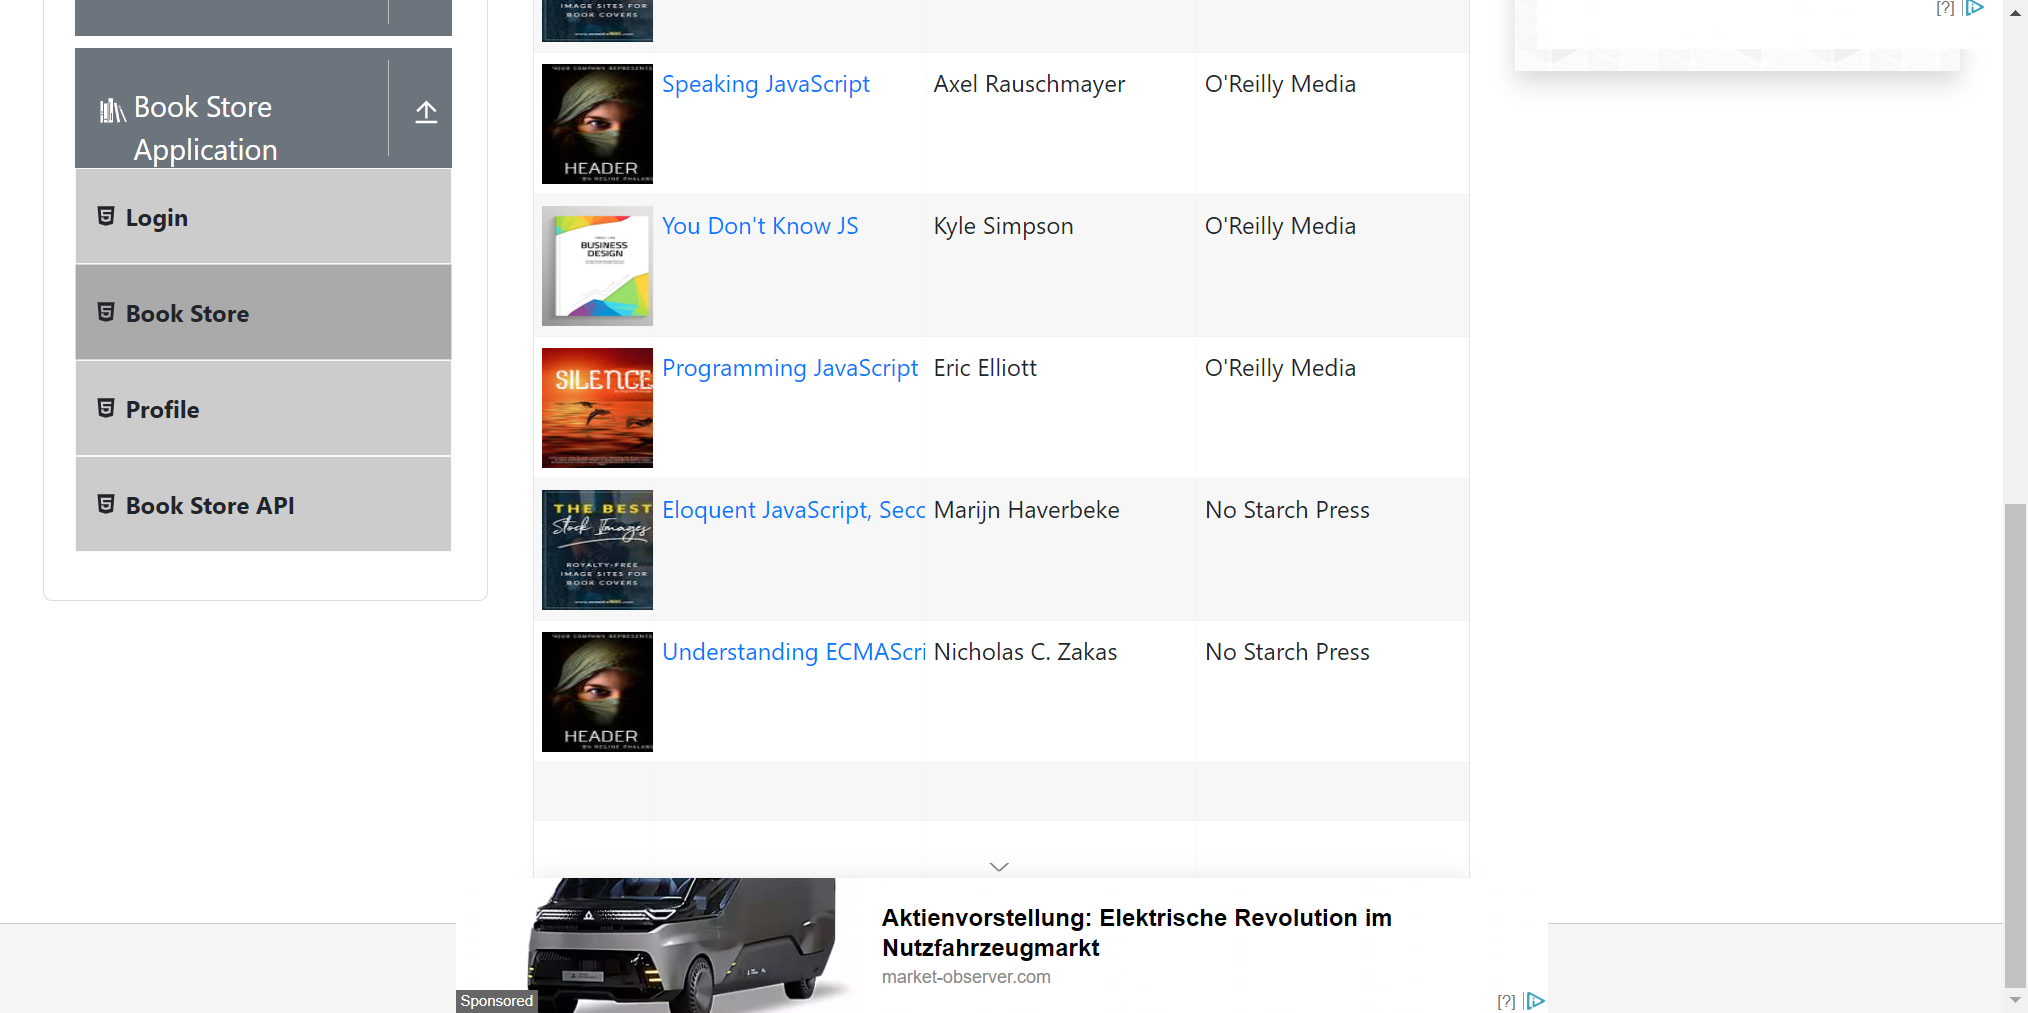 IMAGE SITES FOR
BOOK COVERS
[?]
Book Store
Application
Login
Book Store
Profile
Book Store API
HEADER
Speaking JavaScript
Axel Rauschmayer
O'Reilly Media
BUSINESS
DESIGN
You Don't Know JS
Kyle Simpson
O'Reilly Media
SILENCE
Programming JavaScript
Eric Elliott
O'Reilly Media
THE BEST
Stock Images
ROYALTY-FREE
IMAGE SITES FOR
BOOK COVERS
Eloquent JavaScript, Secc
Marijn Haverbeke
No Starch Press
HEADER
Understanding ECMAScri
Nicholas C. Zakas
No Starch Press
Aktienvorstellung: Elektrische Revolution im
Nutzfahrzeugmarkt
market-observer.com
Sponsored
[?]